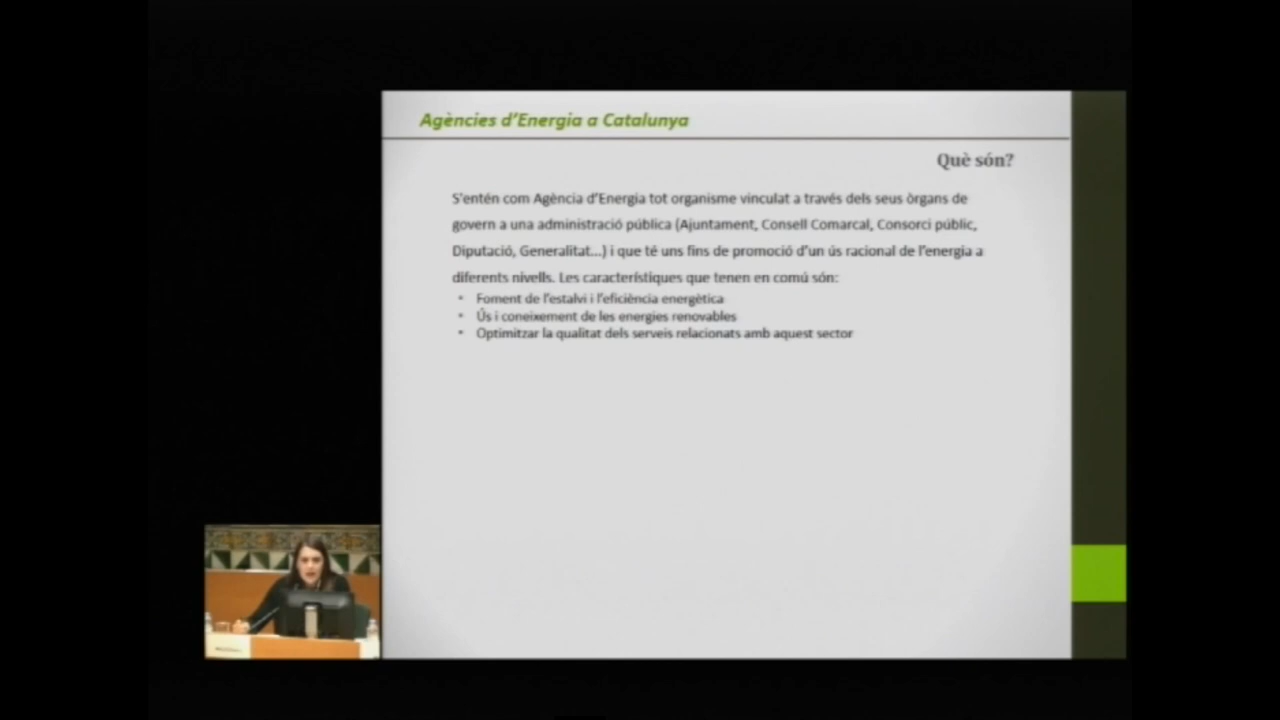 Agències d'Energia a Catalunya
Què són?
S'entén com Agència d'Energia tot organisme vinculat a través dels seus òrgans de
govern a una administració pública (Ajuntament, Consell Comarcal, Consorci públic,
Diputació, Generalitat...) i que té uns fins de promoció d'un ús racional de l'energia a
diferents nivells. Les característiques que tenen en comú són:
• Foment de l'estalvi i l'eficiència energètica
• Ús i coneixement de les energies renovables
• Optimitzar la qualitat dels serveis relacionats amb aquest sector